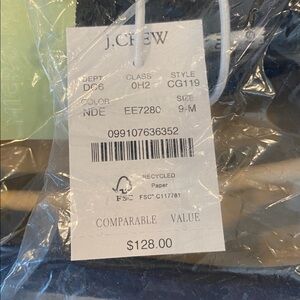 J.CREW
DEPT CLASS STYLE
DC6 0H2 CG119
COLOR SIZE
NDE EE7280 9-M
099107636352
RECYCLED
Paper
FSC FSC® C117781
COMPARABLE VALUE
$128.00